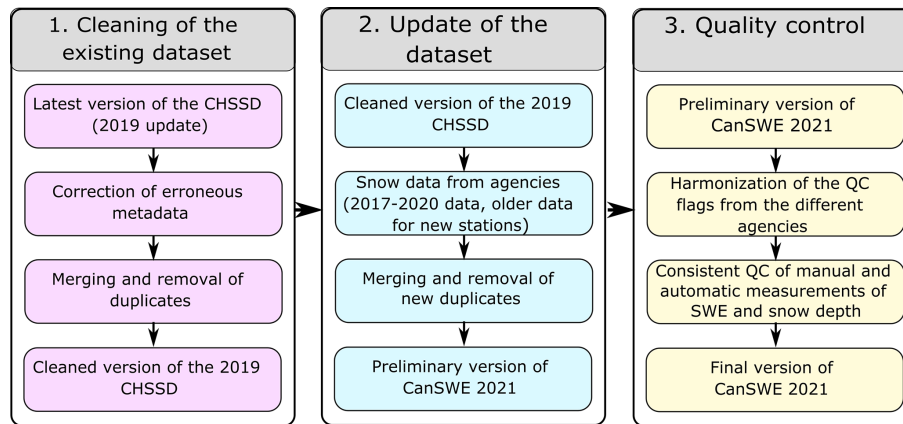 1. Cleaning of the
existing dataset
Latest version of the CHSSD
(2019 update)
Correction of erroneous
metadata
Merging and removal of
duplicates
Cleaned version of the 2019
CHSSD
2. Update of the
dataset
Cleaned version of the 2019
CHSSD
Snow data from agencies
(2017-2020 data, older data
for new stations)
Merging and removal of
new duplicates
Preliminary version of
CanSWE 2021
3. Quality control
Preliminary version of
CanSWE 2021
Harmonization of the QC
flags from the different
agencies
Consistent QC of manual and
automatic measurements of
SWE and snow depth
Final version of
CanSWE 2021